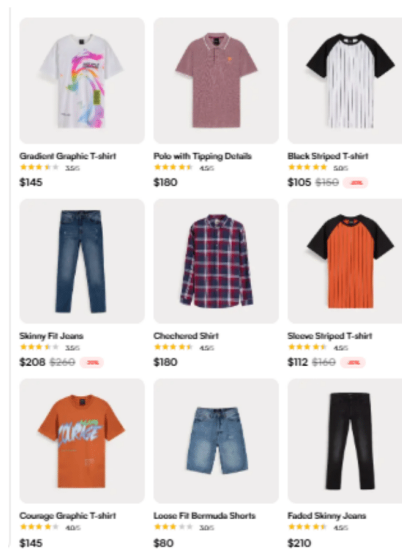 Gradient Graphic T-shirt
3.5/5
$145
Polo with Tipping Details
4.5/5
$180
Black Striped T-shirt
5.0/5
$105 $150 -30%
Skinny Fit Jeans
3.5/5
$208 $260
Chechered Shirt
4.5/5
$180
Sleeve Striped T-shirt
4.5/5
$112 $160 -30%
Courage Graphic T-shirt
4.0/5
$145
Loose Fit Bermuda Shorts
3.0/5
$80
Faded Skinny Jeans
4.5/5
$210